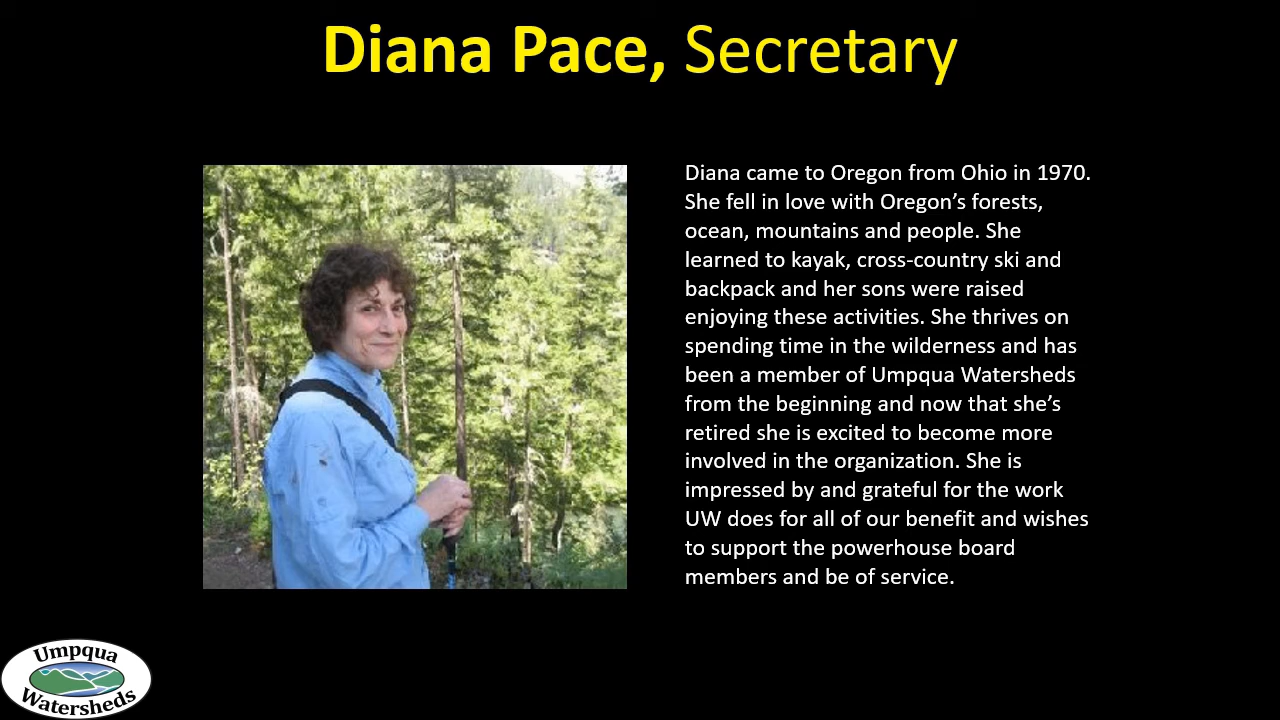 Diana Pace, Secretary
Diana came to Oregon from Ohio in 1970.
She fell in love with Oregon’s forests,
ocean, mountains and people. She
learned to kayak, cross-country ski and
backpack and her sons were raised
enjoying these activities. She thrives on
spending time in the wilderness and has
been a member of Umpqua Watersheds
from the beginning and now that she’s
retired she is excited to become more
involved in the organization. She is
impressed by and grateful for the work
UW does for all of our benefit and wishes
to support the powerhouse board
members and be of service.
Umpqua
Watersheds